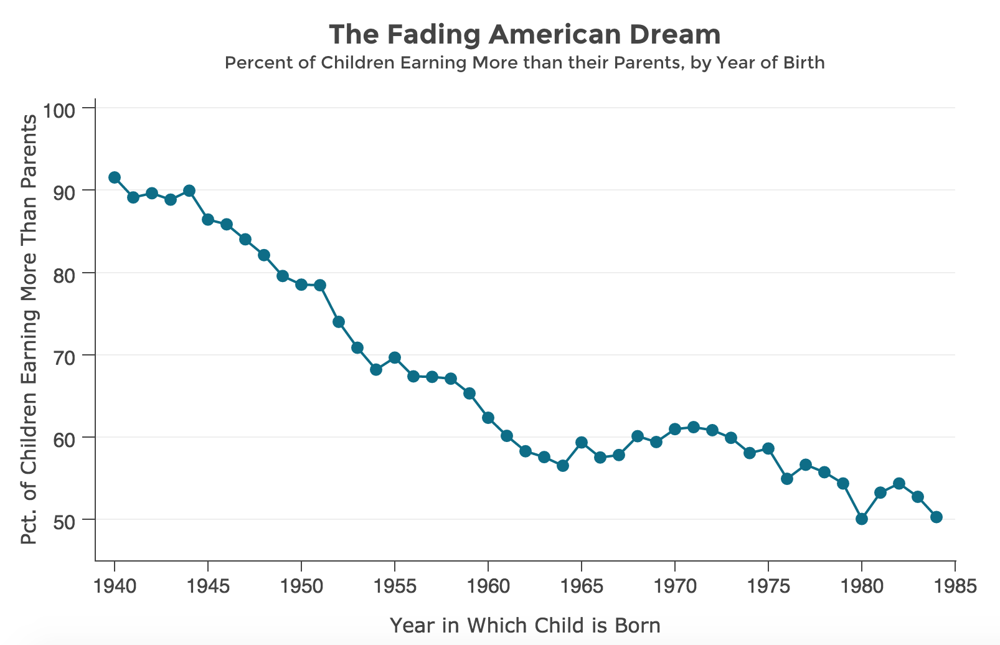 The Fading American Dream
Percent of Children Earning More than their Parents, by Year of Birth
Pct. of Children Earning More Than Parents
100
90
80
70
60
50
1940 1945 1950 1955 1960 1965 1970 1975 1980 1985
Year in Which Child is Born